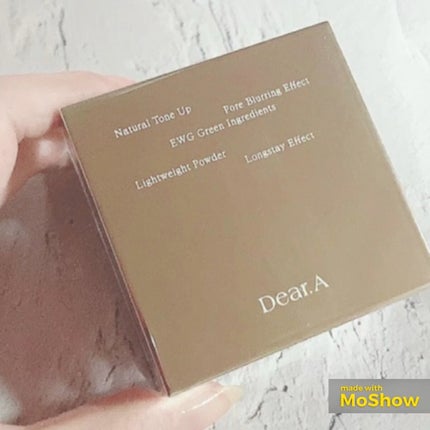 Natural Tone Up Pore Blurring Effect
EWG Green Ingredients
Lightweight Powder Longstay Effect
Dear.A
made with
MoShow